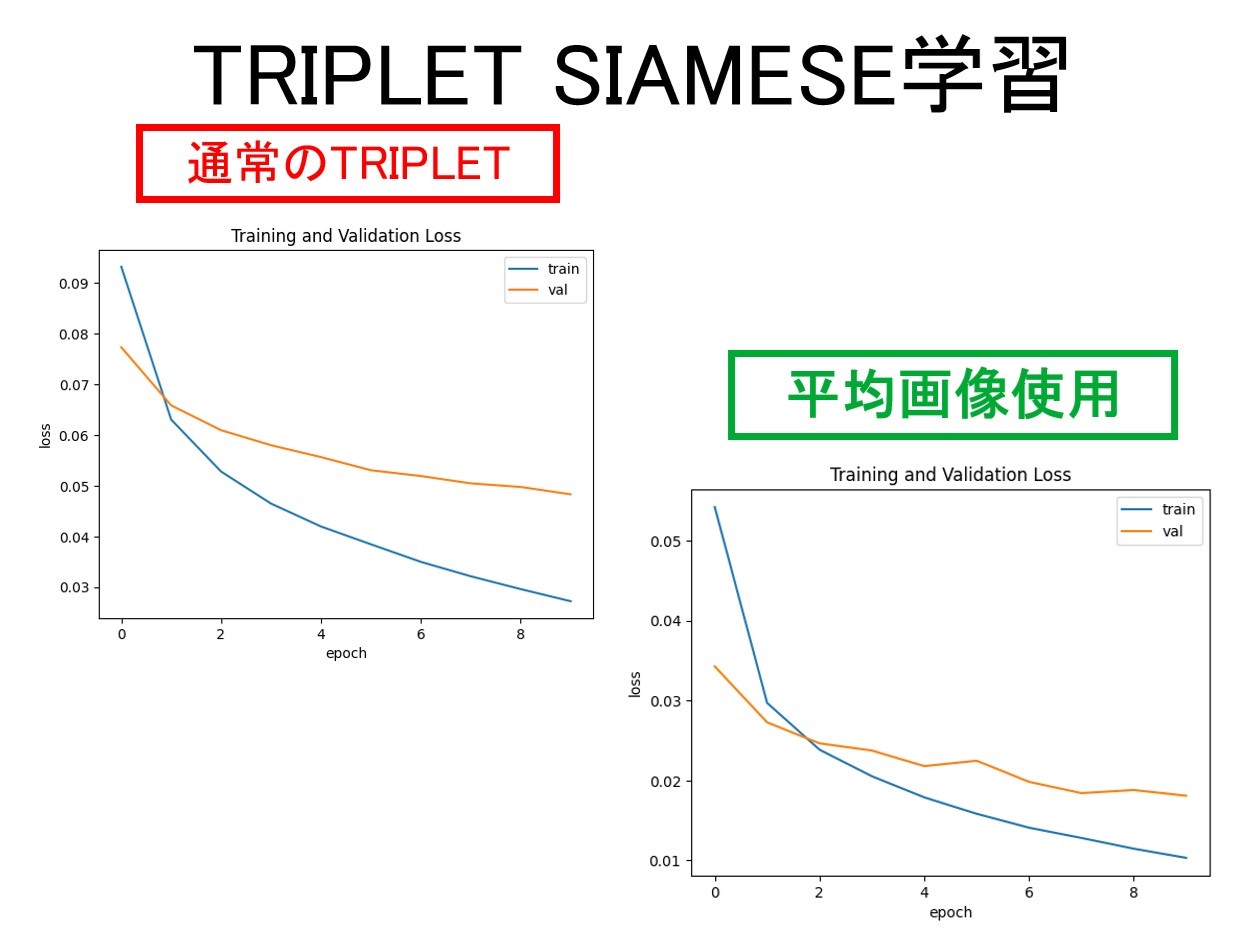 TRIPLET SIAMESE学習
通常のTRIPLET
Training and Validation Loss
train
val
0.09
0.08
0.07
0.06
0.05
0.04
0.03
loss
0 2 4 6 8
epoch
平均画像使用
Training and Validation Loss
train
val
0.05
0.04
0.03
0.02
0.01
loss
0 2 4 6 8
epoch